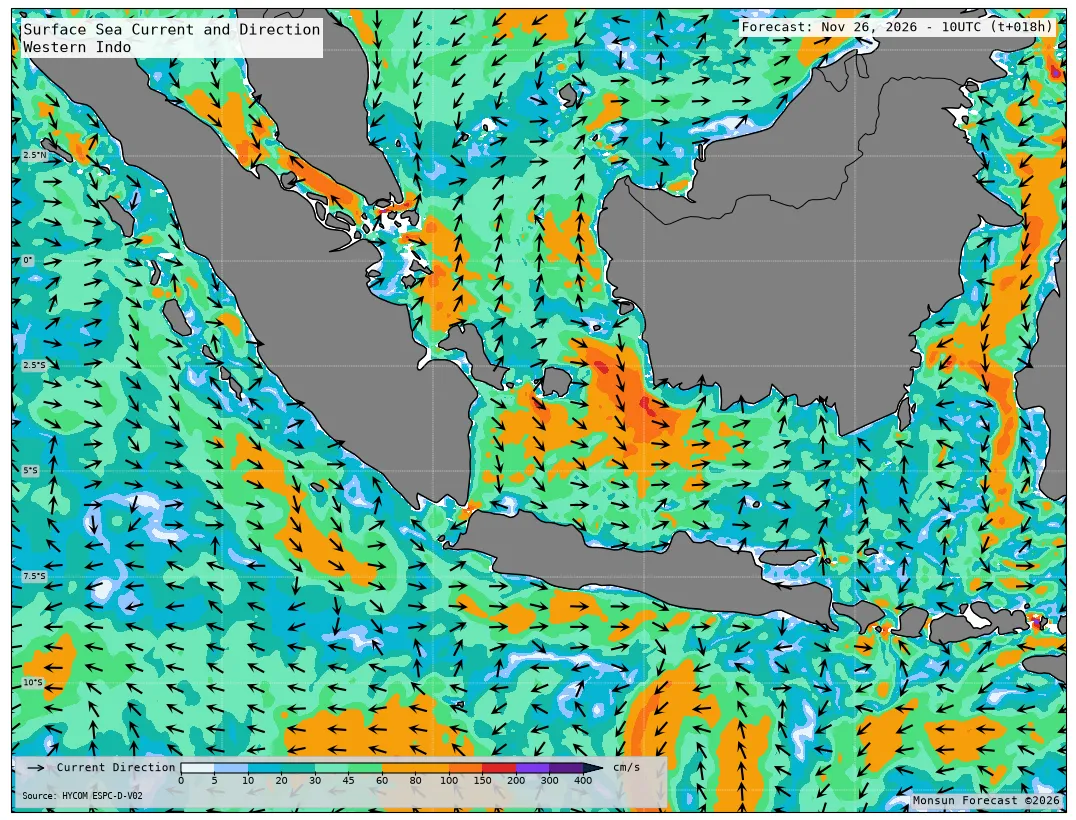 Surface Sea Current and Direction
Western Indo
Forecast: Nov 26, 2026 - 10UTC (t+018h)
2.5°N
0°
2.5°S
5°S
7.5°S
10°S
Current Direction
0 5 10 20 30 45 60 80 100 150 200 300 400 cm/s
Source: HYCOM ESPC-D-V02
Monsun Forecast ©2026